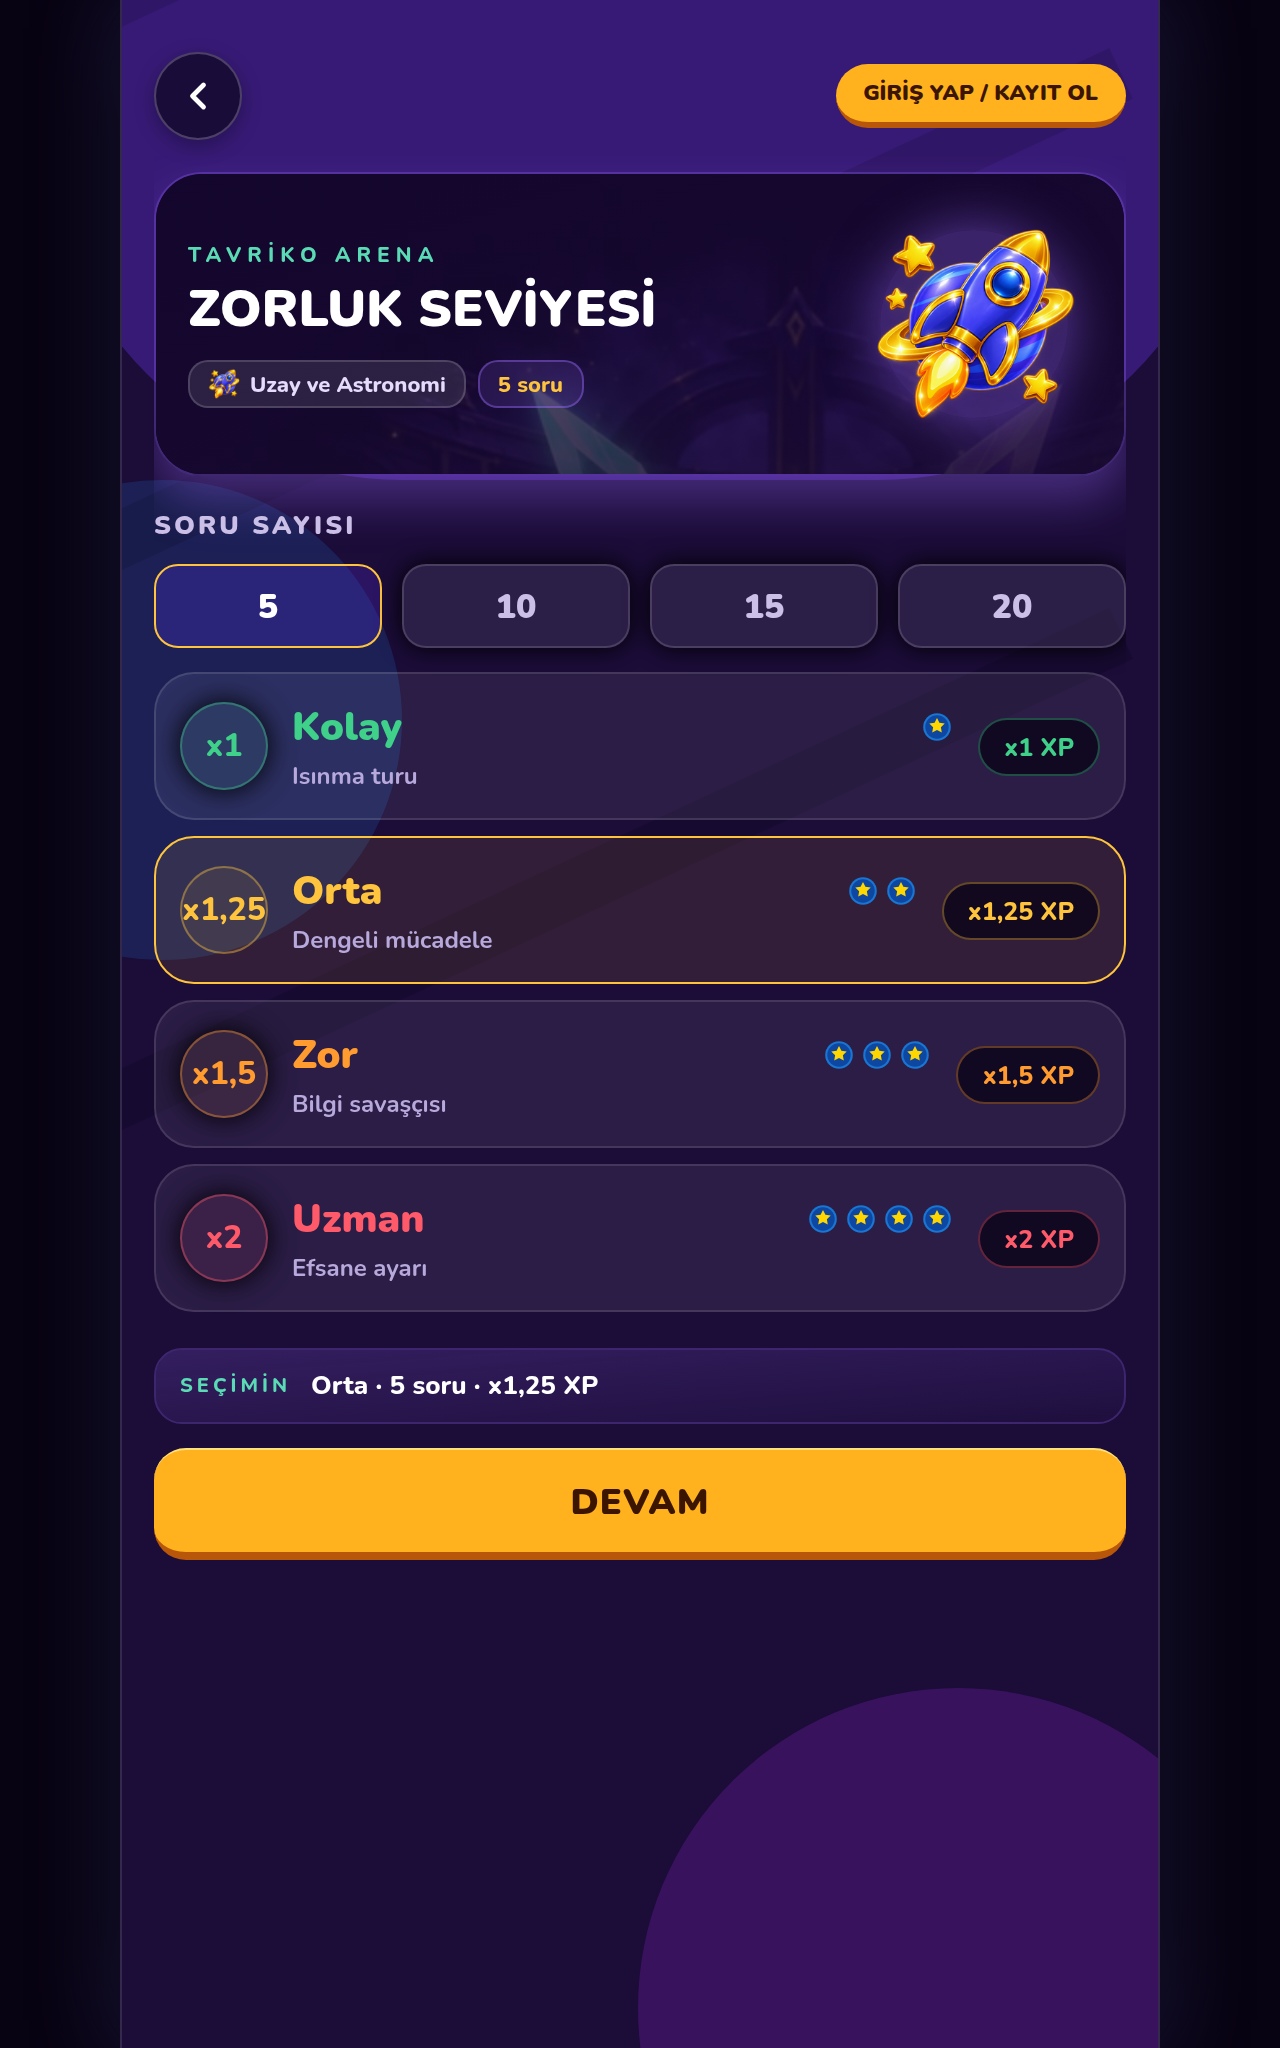 GİRİŞ YAP / KAYIT OL
TAVRİKO ARENA
ZORLUK SEVİYESİ
Uzay ve Astronomi
5 soru
SORU SAYISI
5
10
15
20
x1
Kolay
Isınma turu
x1 XP
x1,25
Orta
Dengeli mücadele
x1,25 XP
x1,5
Zor
Bilgi savaşçısı
x1,5 XP
x2
Uzman
Efsane ayarı
x2 XP
SEÇİMİN Orta · 5 soru · x1,25 XP
DEVAM